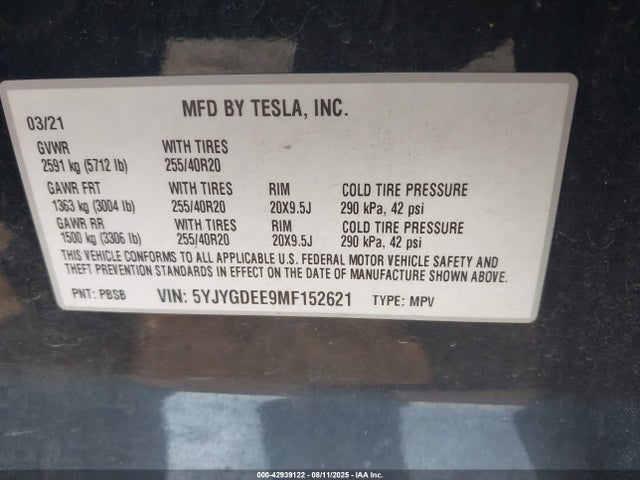 MFD BY TESLA, INC.
03/21
GVWR WITH TIRES
2591 kg (5712 lb) 255/40R20
GAWR FRT WITH TIRES RIM COLD TIRE PRESSURE
1363 kg (3004 lb) 255/40R20 20X9.5J 290 kPa, 42 psi
GAWR RR WITH TIRES RIM COLD TIRE PRESSURE
1500 kg (3306 lb) 255/40R20 20X9.5J 290 kPa, 42 psi
THIS VEHICLE CONFORMS TO ALL APPLICABLE U.S. FEDERAL MOTOR VEHICLE SAFETY AND
THEFT PREVENTION STANDARDS IN EFFECT ON THE DATE OF MANUFACTURE SHOWN ABOVE.
PNT: PBSB VIN: 5YJYGDEE9MF152621 TYPE: MPV
000-42939122 - 08/11/2025 - IAA Inc.